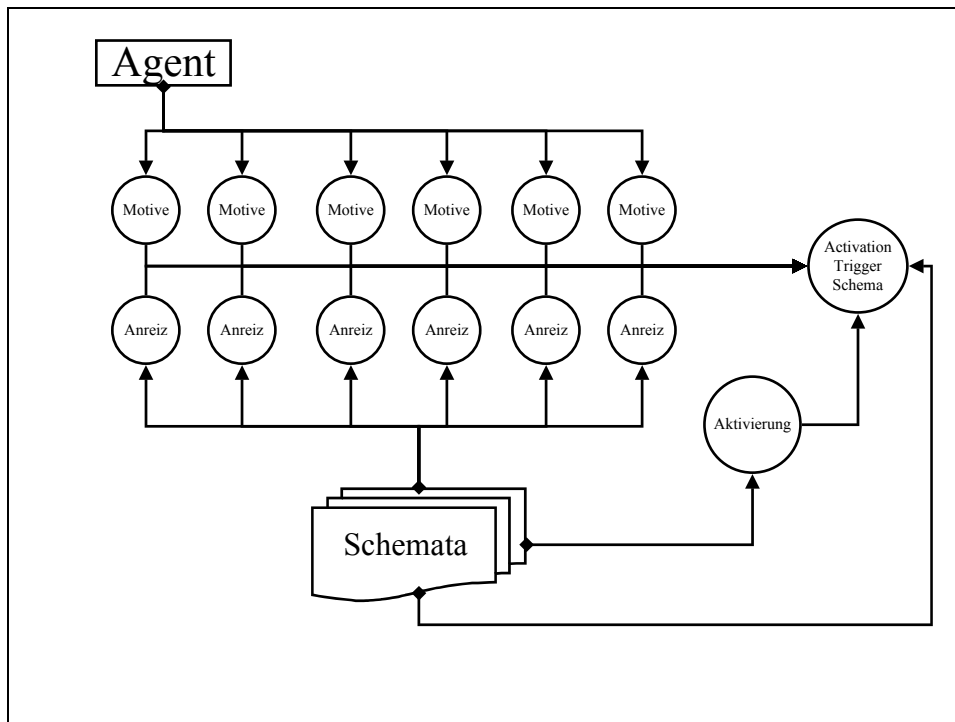 Agent
Motive
Motive
Motive
Motive
Motive
Motive
Activation
Trigger
Schema
Anreiz
Anreiz
Anreiz
Anreiz
Anreiz
Anreiz
Aktivierung
Schemata